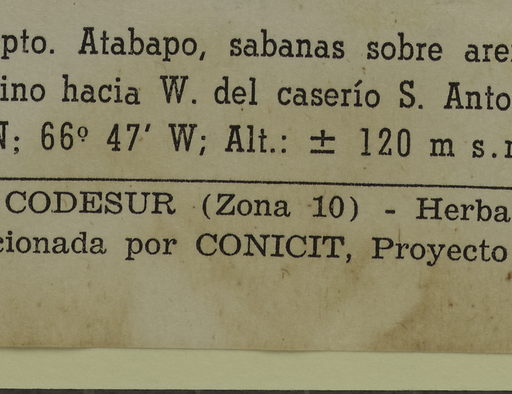 pto. Atabapo, sabanas sobre are
ino hacia W. del caserío S. Anto
N; 66º 47' W; Alt.: ± 120 m s.
CODESUR (Zona 10) - Herba
cionada por CONICIT, Proyecto